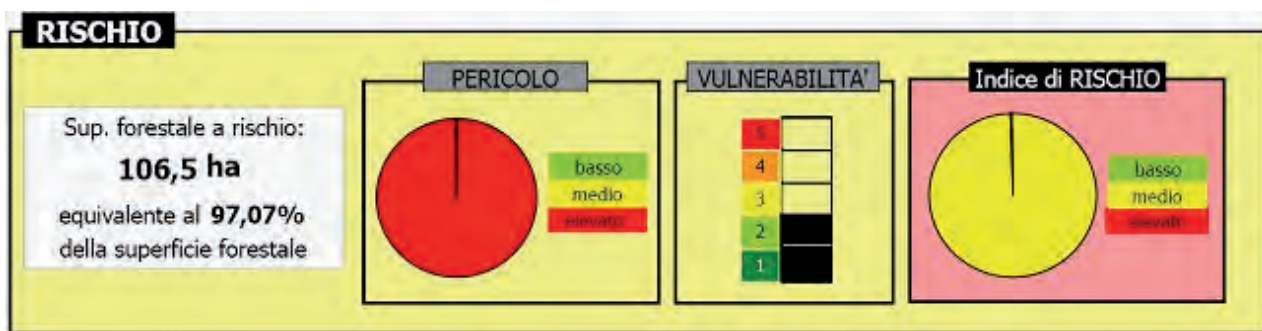 RISCHIO
Sup. forestale a rischio:
106,5 ha
equivalente al 97,07%
della superficie forestale
PERICOLO
basso
medio
elevato
VULNERABILITA'
5
4
3
2
1
Indice di RISCHIO
basso
medio
elevato